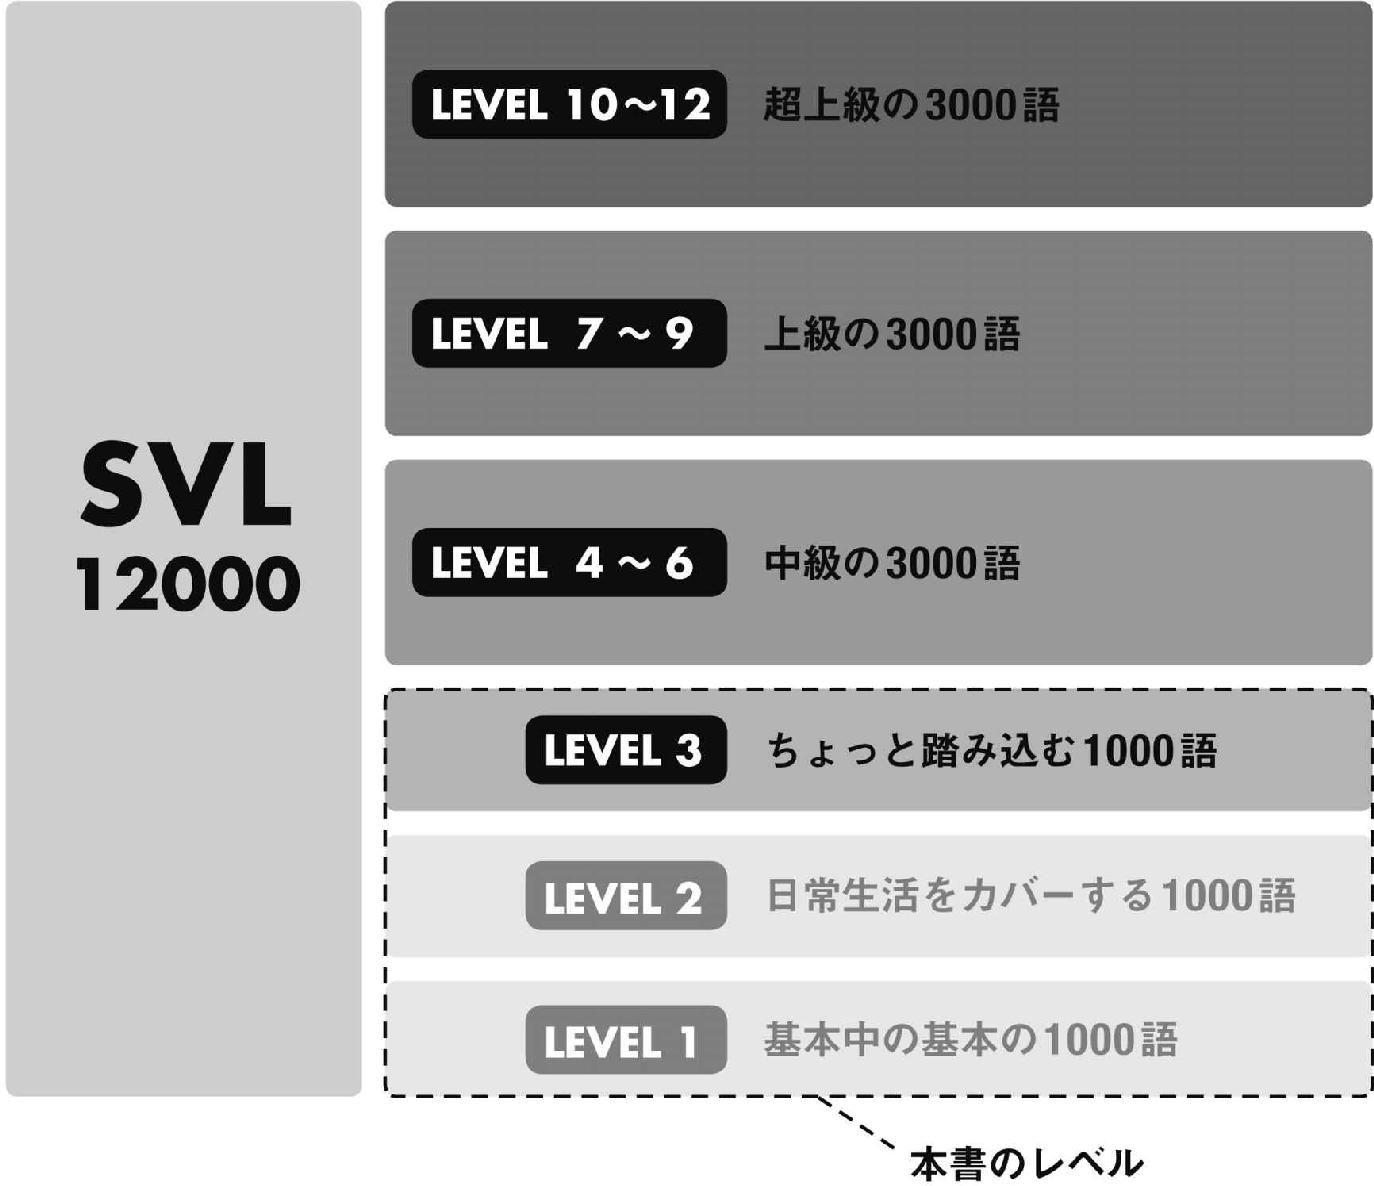 SVL
12000
LEVEL 10～12 超上級の3000語
LEVEL 7～9 上級の3000語
LEVEL 4～6 中級の3000語
LEVEL 3 ちょっと踏み込む1000語
LEVEL 2 日常生活をカバーする1000語
LEVEL 1 基本中の基本の1000語
本書のレベル